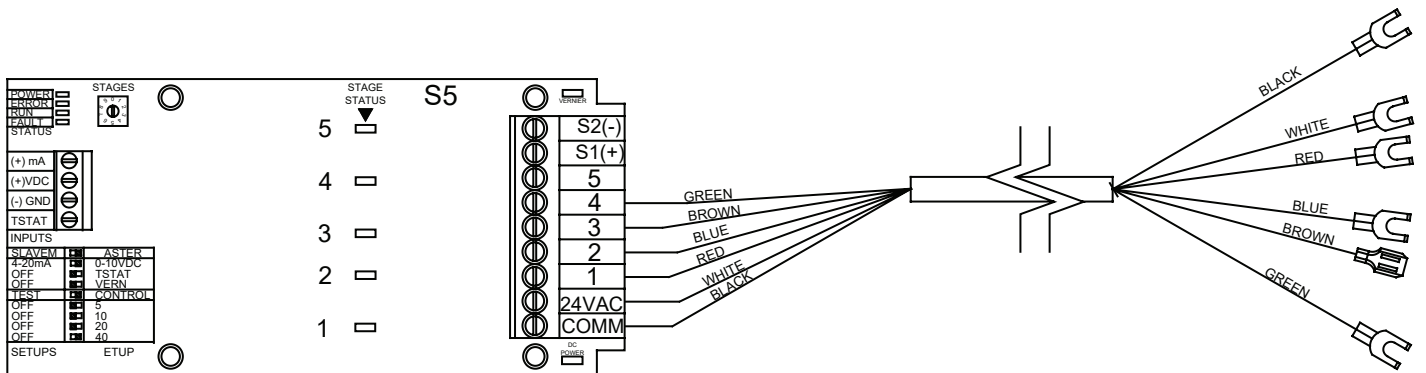 POWER
ERROR
RUN
FAULT
STATUS
STAGES
STAGE
STATUS
S5
VERNIER
5
4
3
2
1
(+) mA
(+)VDC
(-) GND
TSTAT
INPUTS
SLAVEM ASTER
4-20mA 0-10VDC
OFF TSTAT
OFF VERN
TEST CONTROL
OFF 5
OFF 10
OFF 20
OFF 40
SETUPS ETUP
S2(-)
S1(+)
5
4
3
2
1
24VAC
COMM
DC
POWER
GREEN
BROWN
BLUE
RED
WHITE
BLACK
BLACK
WHITE
RED
BLUE
BROWN
GREEN